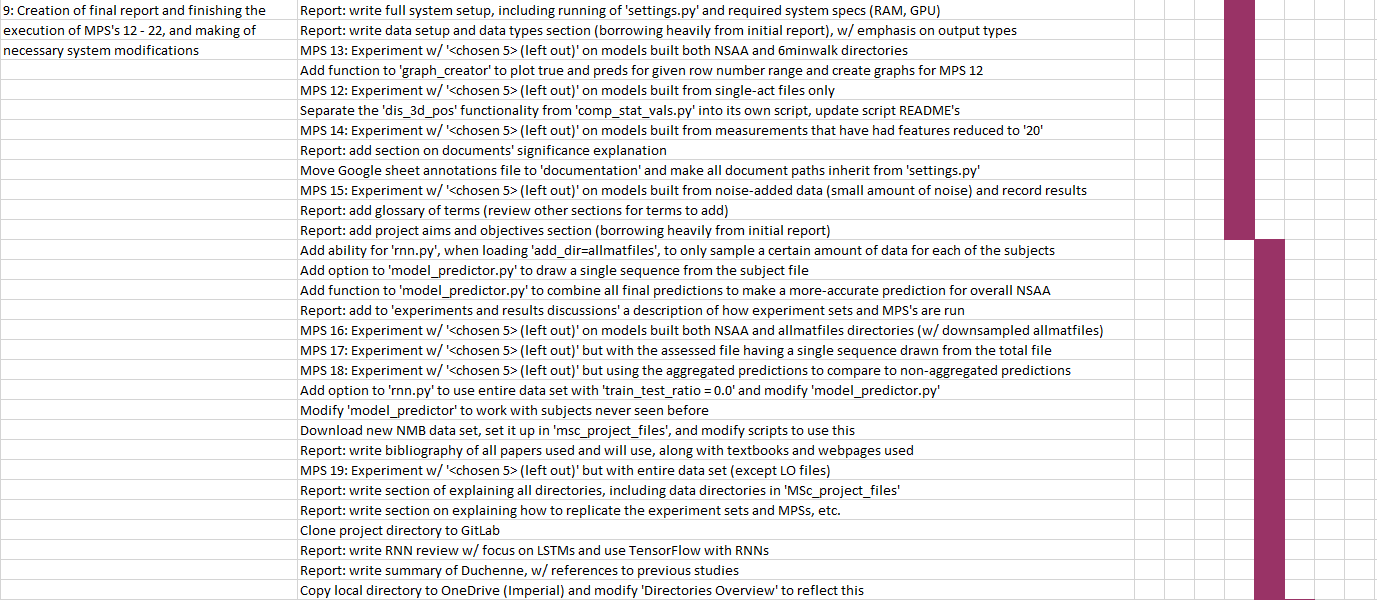 9: Creation of final report and finishing the
execution of MPS's 12 - 22, and making of
necessary system modifications
Report: write full system setup, including running of 'settings.py' and required system specs (RAM, GPU)
Report: write data setup and data types section (borrowing heavily from initial report), w/ emphasis on output types
MPS 13: Experiment w/ '<chosen 5> (left out)' on models built both NSAA and 6minwalk directories
Add function to 'graph_creator' to plot true and preds for given row number range and create graphs for MPS 12
MPS 12: Experiment w/ '<chosen 5> (left out)' on models built from single-act files only
Separate the 'dis_3d_pos' functionality from 'comp_stat_vals.py' into its own script, update script README's
MPS 14: Experiment w/ '<chosen 5> (left out)' on models built from measurements that have had features reduced to '20'
Report: add section on documents' significance explanation
Move Google sheet annotations file to 'documentation' and make all document paths inherit from 'settings.py'
MPS 15: Experiment w/ '<chosen 5> (left out)' on models built from noise-added data (small amount of noise) and record results
Report: add glossary of terms (review other sections for terms to add)
Report: add project aims and objectives section (borrowing heavily from initial report)
Add ability for 'rnn.py', when loading 'add_dir=allmatfiles', to only sample a certain amount of data for each of the subjects
Add option to 'model_predictor.py' to draw a single sequence from the subject file
Add function to 'model_predictor.py' to combine all final predictions to make a more-accurate prediction for overall NSAA
Report: add to 'experiments and results discussions' a description of how experiment sets and MPS's are run
MPS 16: Experiment w/ '<chosen 5> (left out)' on models built both NSAA and allmatfiles directories (w/ downsampled allmatfiles)
MPS 17: Experiment w/ '<chosen 5> (left out)' but with the assessed file having a single sequence drawn from the total file
MPS 18: Experiment w/ '<chosen 5> (left out)' but using the aggregated predictions to compare to non-aggregated predictions
Add option to 'rnn.py' to use entire data set with 'train_test_ratio = 0.0' and modify 'model_predictor.py'
Modify 'model_predictor' to work with subjects never seen before
Download new NMB data set, set it up in 'msc_project_files', and modify scripts to use this
Report: write bibliography of all papers used and will use, along with textbooks and webpages used
MPS 19: Experiment w/ '<chosen 5> (left out)' but with entire data set (except LO files)
Report: write section of explaining all directories, including data directories in 'MSc_project_files'
Report: write section on explaining how to replicate the experiment sets and MPSs, etc.
Clone project directory to GitLab
Report: write RNN review w/ focus on LSTMs and use TensorFlow with RNNs
Report: write summary of Duchenne, w/ references to previous studies
Copy local directory to OneDrive (Imperial) and modify 'Directories Overview' to reflect this